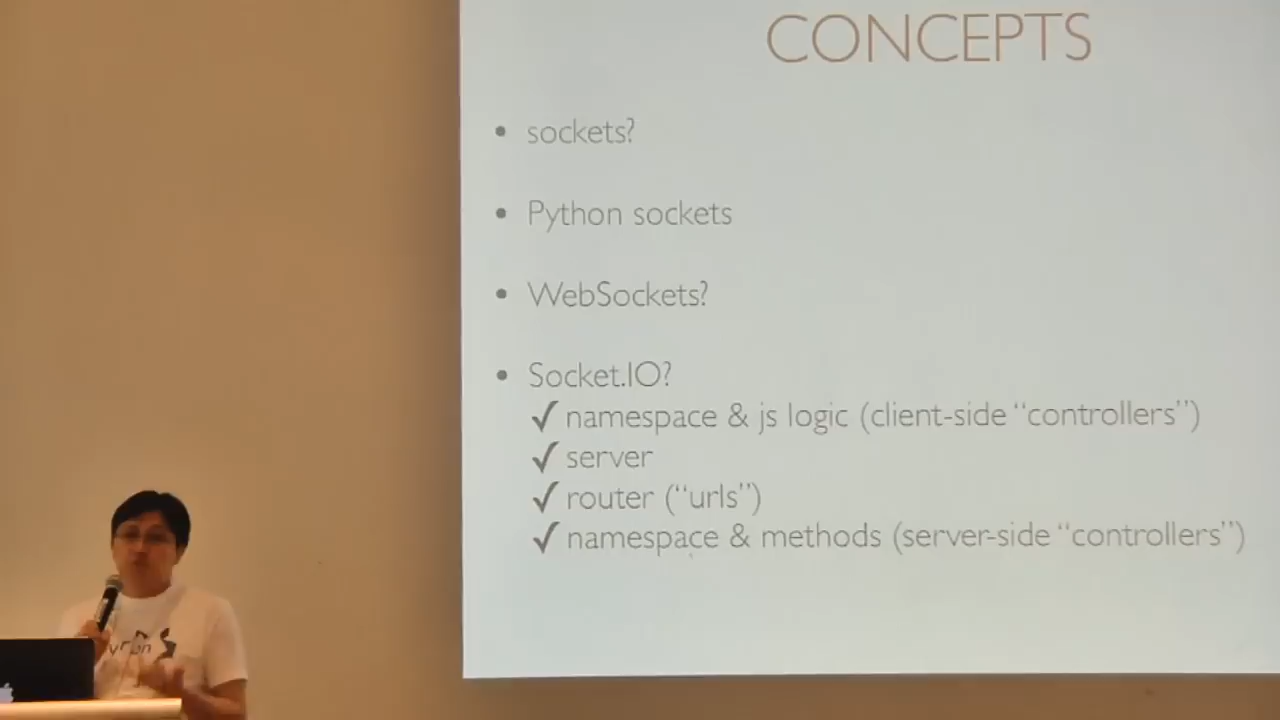 CONCEPTS
• sockets?
• Python sockets
• WebSockets?
• Socket.IO?
✓ namespace & js logic (client-side “controllers”)
✓ server
✓ router (“urls”)
✓ namespace & methods (server-side “controllers”)